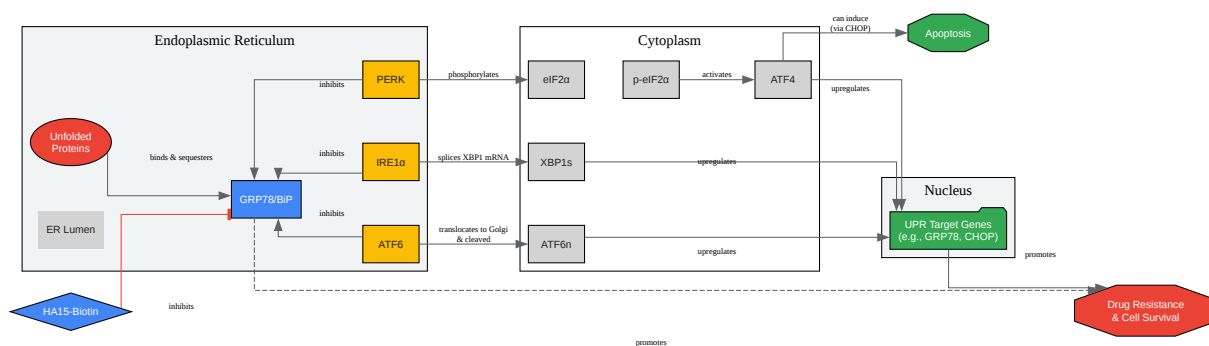 can induce
(via CHOP)
Apoptosis
Endoplasmic Reticulum
Cytoplasm
PERK
phosphorylates
eIF2α
p-eIF2α
activates
ATF4
inhibits
upregulates
Unfolded
Proteins
binds & sequesters
inhibits
IRE1α
splices XBP1 mRNA
XBP1s
upregulates
Nucleus
GRP78/BiP
inhibits
ER Lumen
ATF6
translocates to Golgi
& cleaved
ATF6n
upregulates
UPR Target Genes
(e.g., GRP78, CHOP)
promotes
HA15-Biotin
inhibits
Drug Resistance
& Cell Survival
promotes